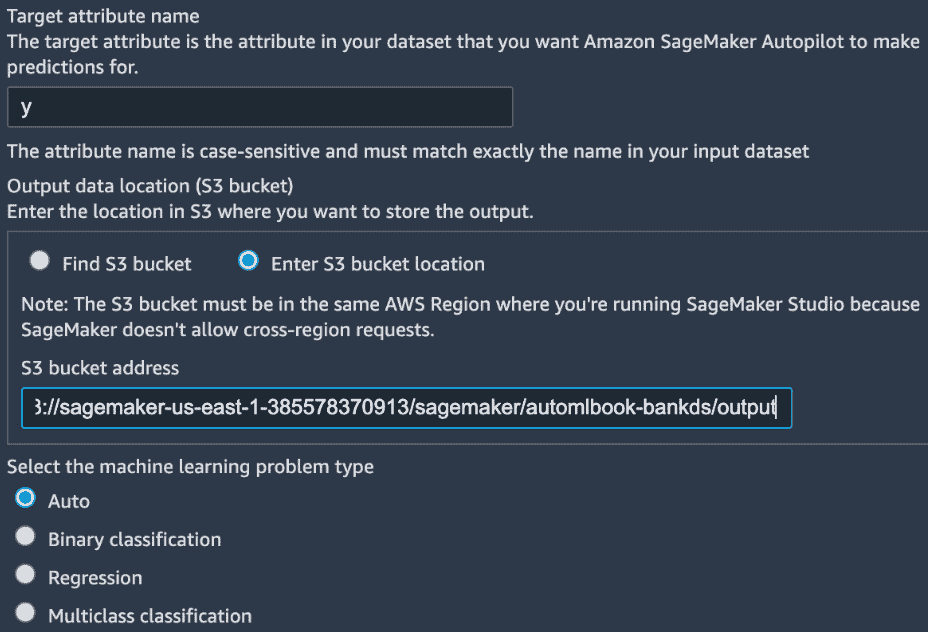 Target attribute name
The target attribute is the attribute in your dataset that you want Amazon SageMaker Autopilot to make
predictions for.
y
The attribute name is case-sensitive and must match exactly the name in your input dataset
Output data location (S3 bucket)
Enter the location in S3 where you want to store the output.
Find S3 bucket Enter S3 bucket location
Note: The S3 bucket must be in the same AWS Region where you're running SageMaker Studio because
SageMaker doesn't allow cross-region requests.
S3 bucket address
3://sagemaker-us-east-1-385578370913/sagemaker/automlbook-bankds/output
Select the machine learning problem type
Auto
Binary classification
Regression
Multiclass classification